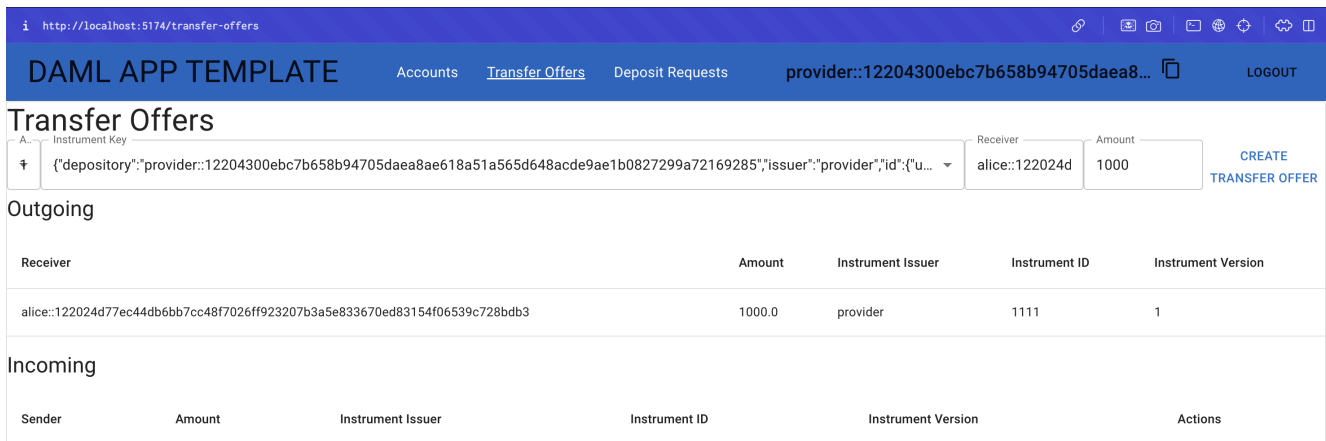 i http://localhost:5174/transfer-offers
DAML APP TEMPLATE Accounts Transfer Offers Deposit Requests provider::12204300ebc7b658b94705daea8... LOGOUT
Transfer Offers
A... Instrument Key Receiver Amount
{"depository":"provider::12204300ebc7b658b94705daea8ae618a51a565d648acde9ae1b0827299a72169285","issuer":"provider","id":{"u... alice::122024d 1000
CREATE TRANSFER OFFER
Outgoing
Receiver Amount Instrument Issuer Instrument ID Instrument Version
alice::122024d77ec44db6bb7cc48f7026ff923207b3a5e833670ed83154f06539c728bdb3 1000.0 provider 1111 1
Incoming
Sender Amount Instrument Issuer Instrument ID Instrument Version Actions